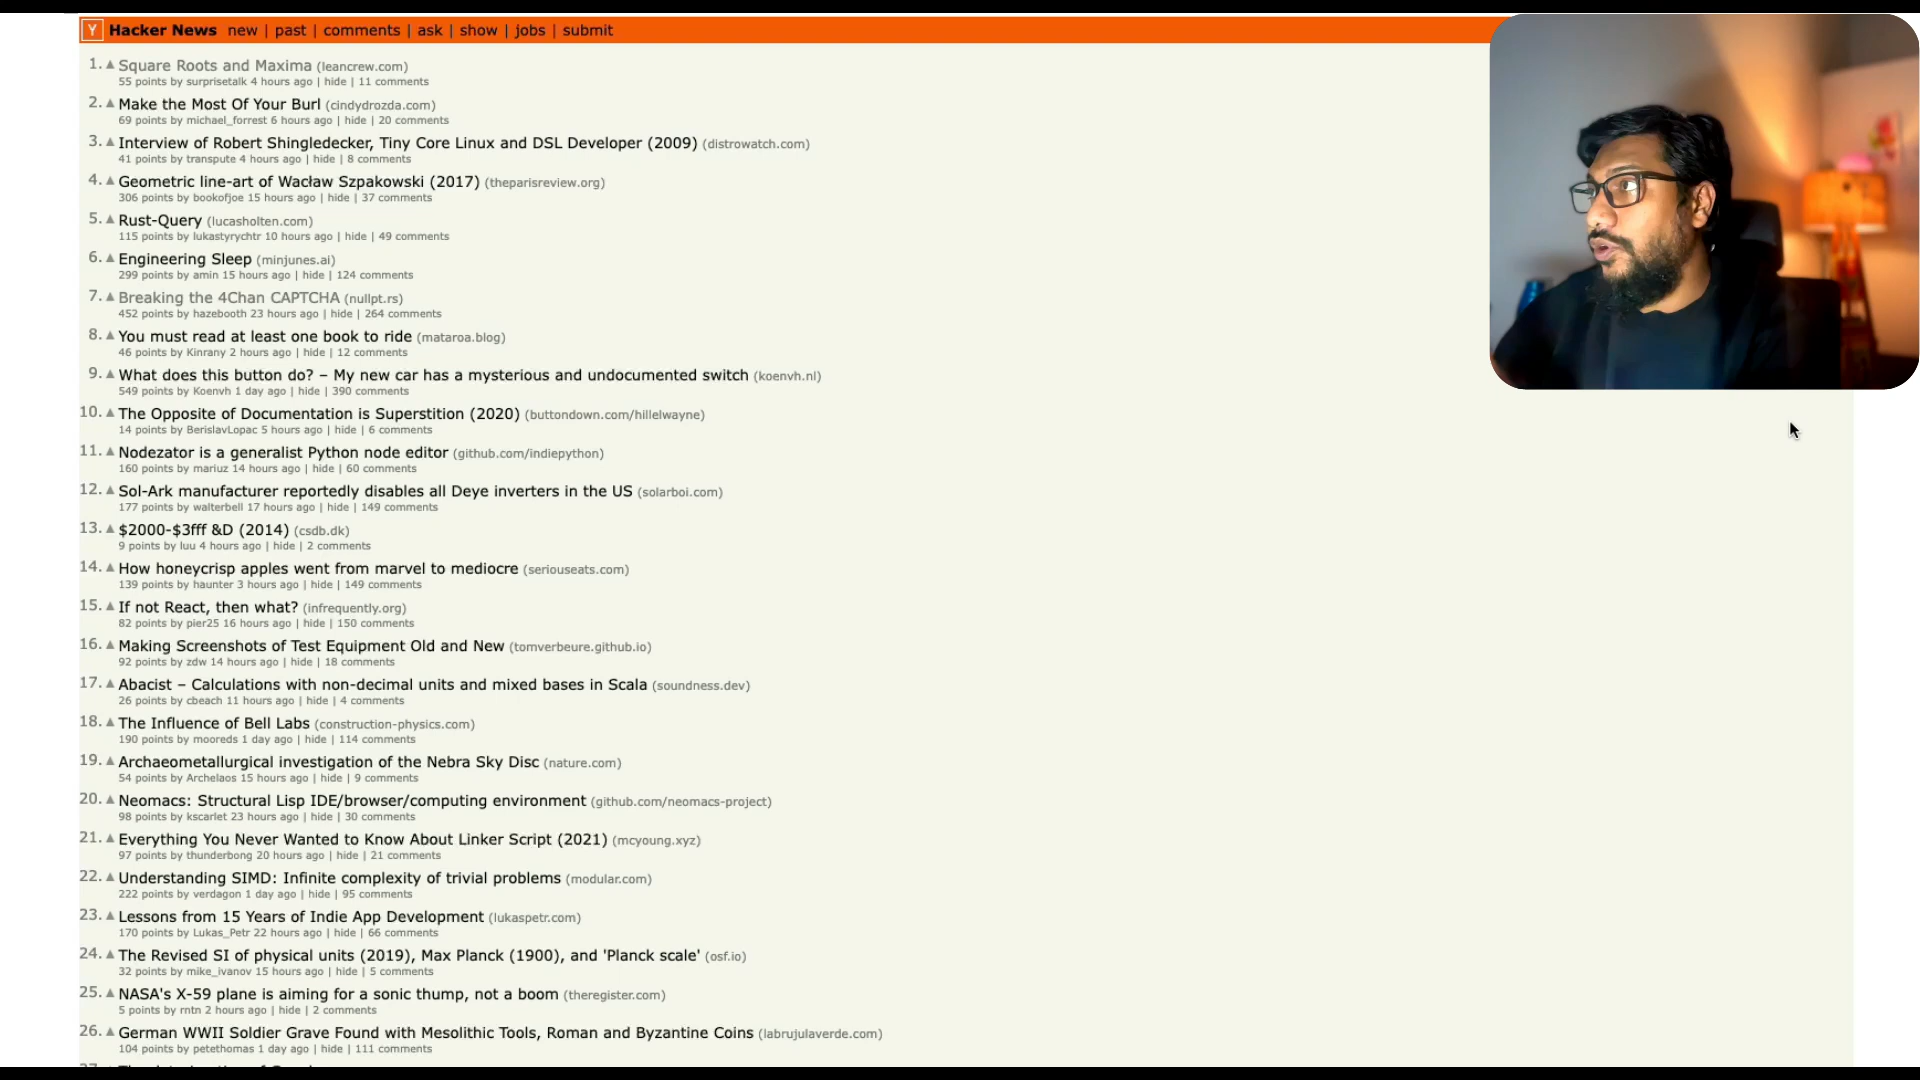 Y Hacker News new | past | comments | ask | show | jobs | submit
1. ▲ Square Roots and Maxima (leancrew.com)
55 points by surprisetalk 4 hours ago | hide | 11 comments
2. ▲ Make the Most Of Your Burl (cindydrozda.com)
69 points by michael_forrest 6 hours ago | hide | 20 comments
3. ▲ Interview of Robert Shingledecker, Tiny Core Linux and DSL Developer (2009) (distrowatch.com)
41 points by transpute 4 hours ago | hide | 8 comments
4. ▲ Geometric line-art of Wacław Szpakowski (2017) (theparisreview.org)
306 points by bookofjoe 15 hours ago | hide | 37 comments
5. ▲ Rust-Query (lucasholten.com)
115 points by lukastyrychtr 10 hours ago | hide | 49 comments
6. ▲ Engineering Sleep (minjunes.ai)
299 points by amin 15 hours ago | hide | 124 comments
7. ▲ Breaking the 4Chan CAPTCHA (nullpt.rs)
452 points by hazebooth 23 hours ago | hide | 264 comments
8. ▲ You must read at least one book to ride (mataroa.blog)
46 points by Kinrany 2 hours ago | hide | 12 comments
9. ▲ What does this button do? – My new car has a mysterious and undocumented switch (koenvh.nl)
549 points by Koenvh 1 day ago | hide | 390 comments
10. ▲ The Opposite of Documentation is Superstition (2020) (buttondown.com/hillelwayne)
14 points by BerislavLopac 5 hours ago | hide | 6 comments
11. ▲ Nodezator is a generalist Python node editor (github.com/indiepython)
160 points by mariuz 14 hours ago | hide | 60 comments
12. ▲ Sol-Ark manufacturer reportedly disables all Deye inverters in the US (solarboi.com)
177 points by walterbell 17 hours ago | hide | 149 comments
13. ▲ $2000-$3fff &D (2014) (csdb.dk)
9 points by luu 4 hours ago | hide | 2 comments
14. ▲ How honeycrisp apples went from marvel to mediocre (seriouseats.com)
139 points by haunter 3 hours ago | hide | 149 comments
15. ▲ If not React, then what? (infrequently.org)
82 points by pier25 16 hours ago | hide | 150 comments
16. ▲ Making Screenshots of Test Equipment Old and New (tomverbeure.github.io)
92 points by zdw 14 hours ago | hide | 18 comments
17. ▲ Abacist – Calculations with non-decimal units and mixed bases in Scala (soundness.dev)
26 points by cbeach 11 hours ago | hide | 4 comments
18. ▲ The Influence of Bell Labs (construction-physics.com)
190 points by mooreds 1 day ago | hide | 114 comments
19. ▲ Archaeometallurgical investigation of the Nebra Sky Disc (nature.com)
54 points by Archelaos 15 hours ago | hide | 9 comments
20. ▲ Neomacs: Structural Lisp IDE/browser/computing environment (github.com/neomacs-project)
98 points by kscarlet 23 hours ago | hide | 30 comments
21. ▲ Everything You Never Wanted to Know About Linker Script (2021) (mcyoung.xyz)
97 points by thunderbong 20 hours ago | hide | 21 comments
22. ▲ Understanding SIMD: Infinite complexity of trivial problems (modular.com)
222 points by verdagon 1 day ago | hide | 95 comments
23. ▲ Lessons from 15 Years of Indie App Development (lukaspetr.com)
170 points by Lukas_Petr 22 hours ago | hide | 66 comments
24. ▲ The Revised SI of physical units (2019), Max Planck (1900), and 'Planck scale' (osf.io)
32 points by mike_ivanov 15 hours ago | hide | 5 comments
25. ▲ NASA's X-59 plane is aiming for a sonic thump, not a boom (theregister.com)
5 points by rntn 2 hours ago | hide | 2 comments
26. ▲ German WWII Soldier Grave Found with Mesolithic Tools, Roman and Byzantine Coins (labrujulaverde.com)
104 points by petethomas 1 day ago | hide | 111 comments